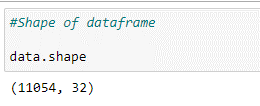 #Shape of dataframe
data.shape
(11054, 32)